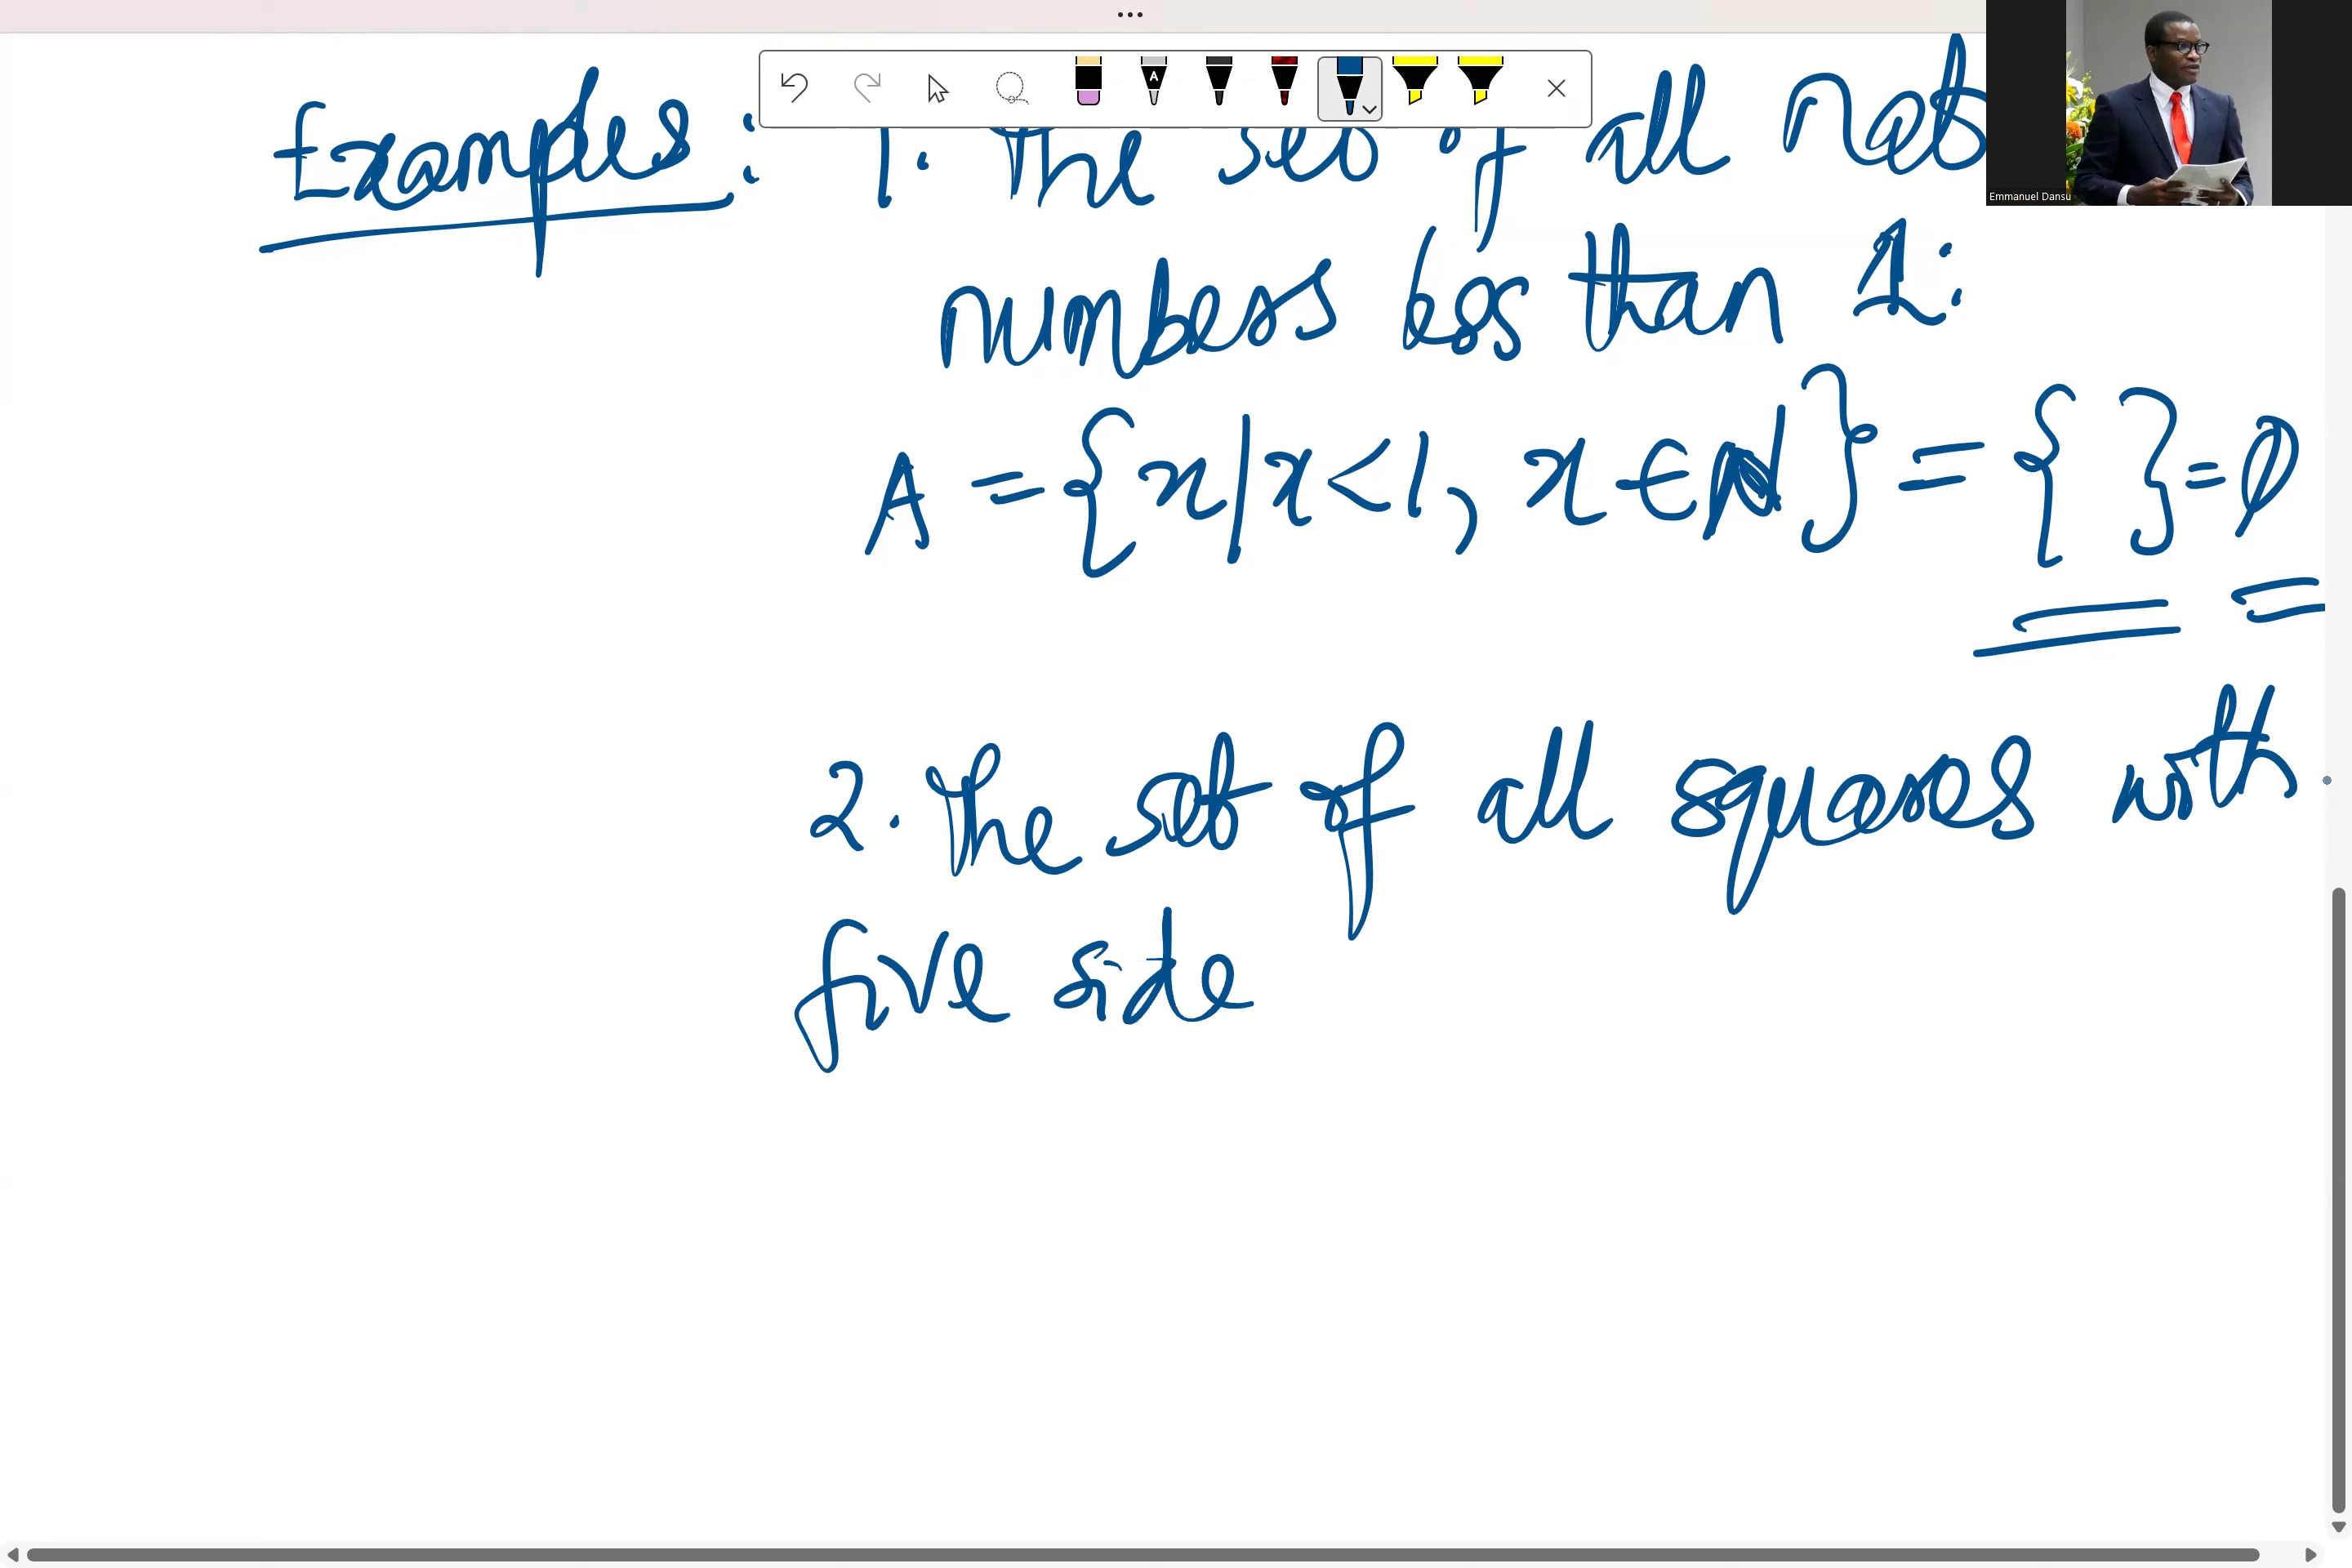 Examples: 1. The set of all nat
Emmanuel Dansu
numbers less than 1:
A = {x | x < 1, x ∈ ℕ} = { } = ∅
2. The set of all squares with
five side